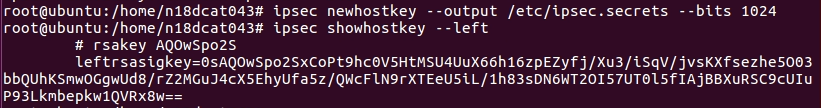 root@ubuntu:/home/n18dcat043# ipsec newhostkey --output /etc/ipsec.secrets --bits 1024
root@ubuntu:/home/n18dcat043# ipsec showhostkey --left
# rsakey AQOwSpo2S
leftrsasigkey=0sAQOwSpo2SxCoPt9hc0V5HtMSU4UuX66h16zpEZyfj/Xu3/iSqV/jvsKXfsezhe5O03
bbQUhKSmwOGgwUd8/rZ2MGuJ4cX5EhyUfa5z/QWcFlN9rXTEeU5iL/1h83sDN6WT2OI57UT0l5fIAjBBXuRSC9cUIu
P93Lkmbepkw1QVRx8w==